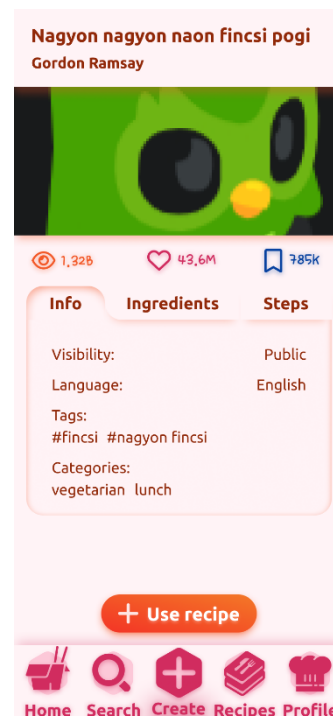 Nagyon nagyon naon fincsi pogi
Gordon Ramsay
1,32B 43,6M 785K
Info Ingredients Steps
Visibility: Public
Language: English
Tags:
#fincsi #nagyon fincsi
Categories:
vegetarian lunch
Use recipe
Home Search Create Recipes Profile